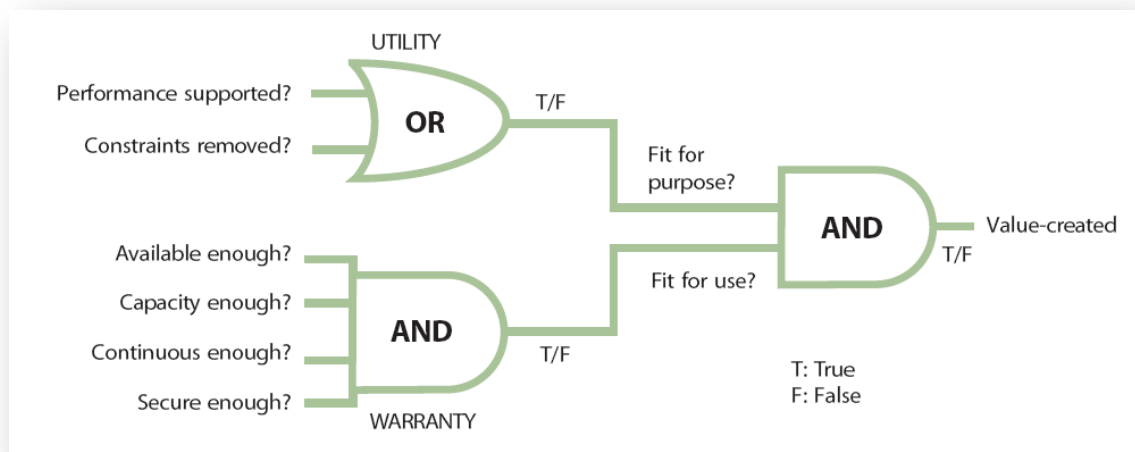 UTILITY
Performance supported?
OR
T/F
Constraints removed?
Fit for
purpose?
AND
Value-created
T/F
Available enough?
Fit for use?
Capacity enough?
AND
Continuous enough?
T/F
Secure enough?
WARRANTY
T: True
F: False